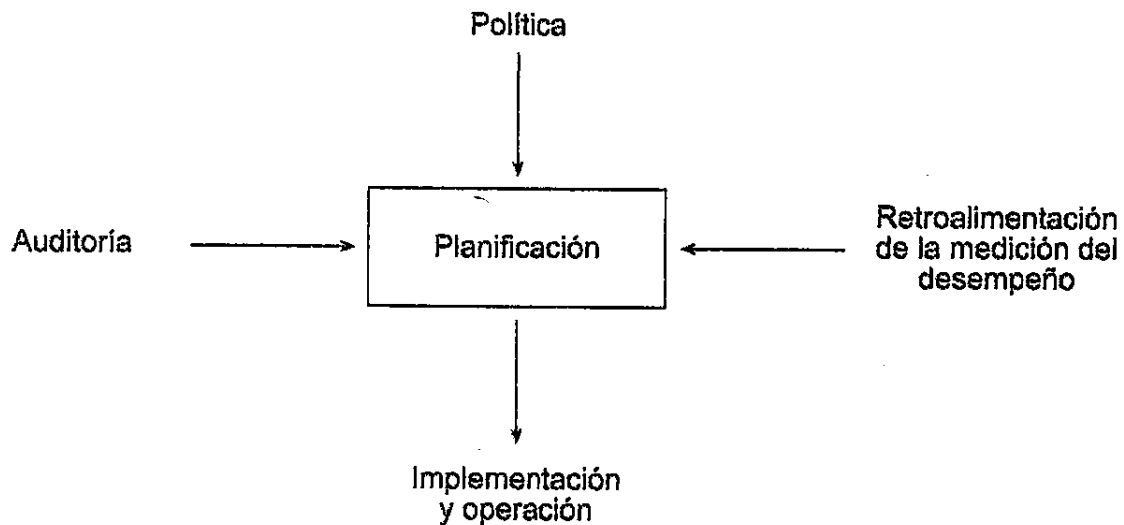 Política
Auditoría
Planificación
Retroalimentación
de la medición del
desempeño
Implementación
y operación